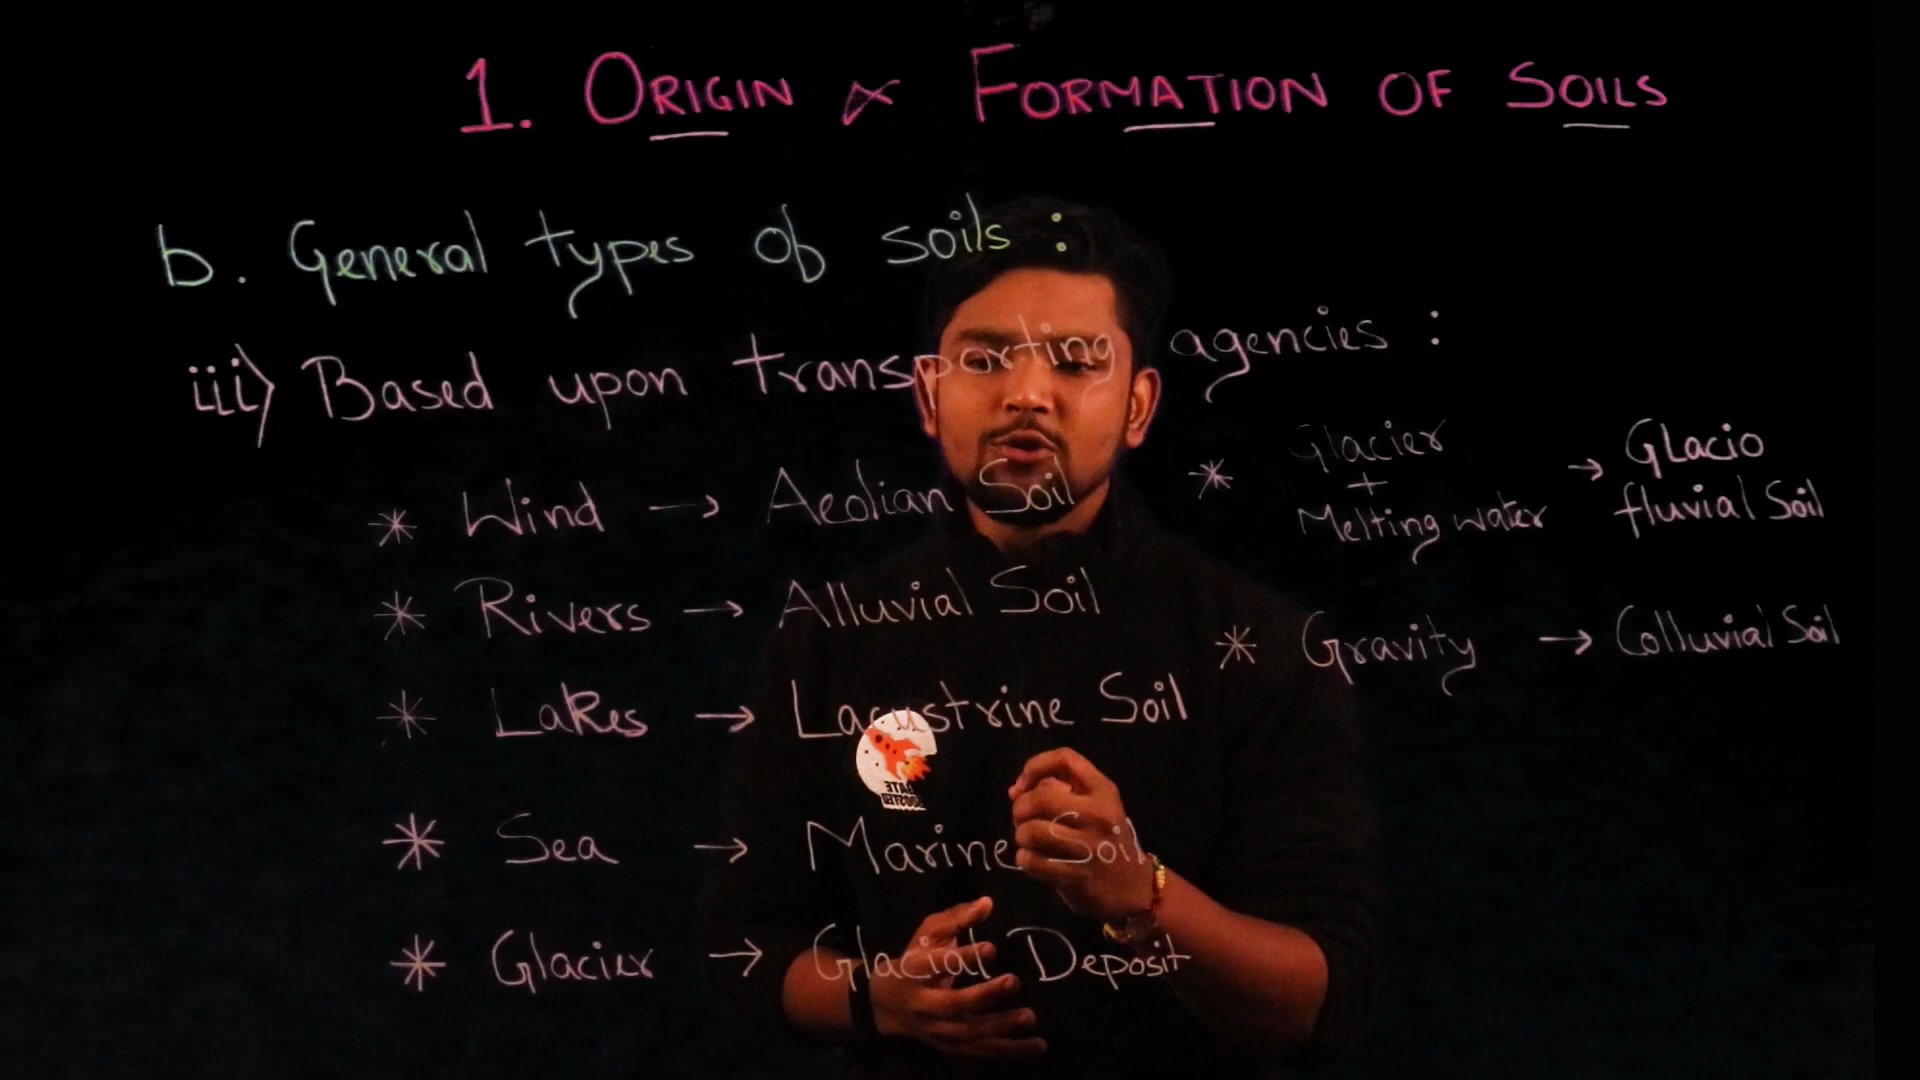 1. ORIGIN & FORMATION OF SOILS
b. General types of soils :
iii) Based upon transporting agencies :
* Wind → Aeolian Soil
* Rivers → Alluvial Soil
* Lakes → Lacustrine Soil
* Sea → Marine Soil
* Glacier → Glacial Deposit
* Glacier
+
Melting water → Glacio
fluvial Soil
* Gravity → Colluvial Soil